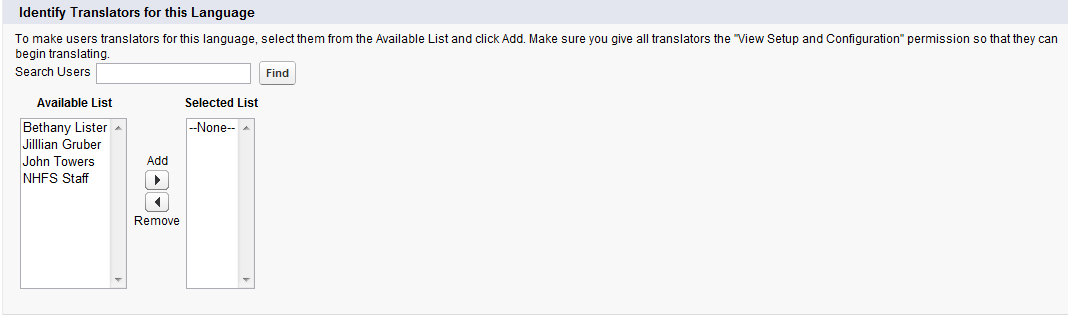 Identify Translators for this Language
To make users translators for this language, select them from the Available List and click Add. Make sure you give all translators the "View Setup and Configuration" permission so that they can
begin translating.
Search Users Find
Available List Selected List
Bethany Lister --None--
Jilllian Gruber
John Towers Add
NHFS Staff
Remove